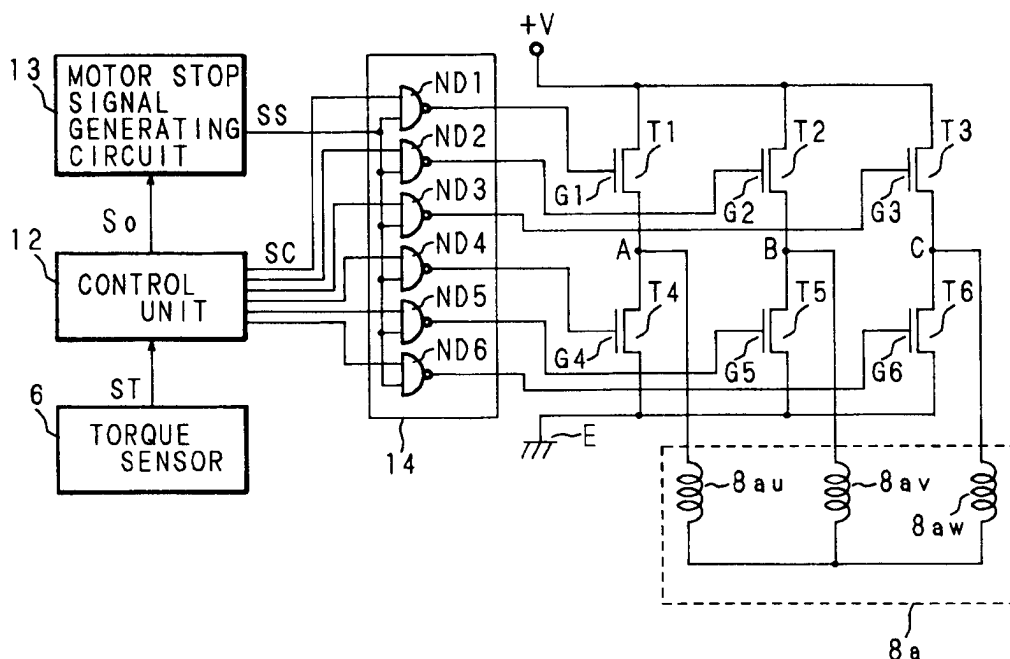 +V
13
MOTOR STOP
SIGNAL
GENERATING
CIRCUIT
SS
ND1
ND2
ND3
ND4
ND5
ND6
T1
T2
T3
G1
G2
G3
So
SC
12
CONTROL
UNIT
A
B
C
T4
T5
T6
G4
G5
G6
ST
6
TORQUE
SENSOR
14
E
8au
8av
8aw
8a